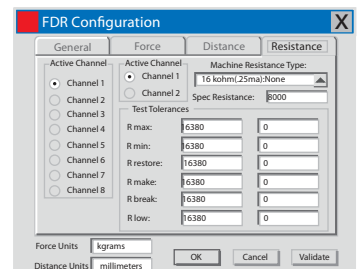 FDR Configuration X
General Force Distance Resistance
Active Channel Active Channel Machine Resistance Type:
Channel 1 Channel 1 16 kohm(.25ma):None
Channel 2 Channel 2 Spec Resistance: 8000
Channel 3 Test Tolerances
Channel 4 R max: 16380 0
Channel 5 R min: 16380 0
Channel 6 R restore: 16380 0
Channel 7 R make: 16380 0
Channel 8 R break: 16380 0
R low: 16380 0
Force Units kgrams
Distance Units millimeters
OK Cancel Validate